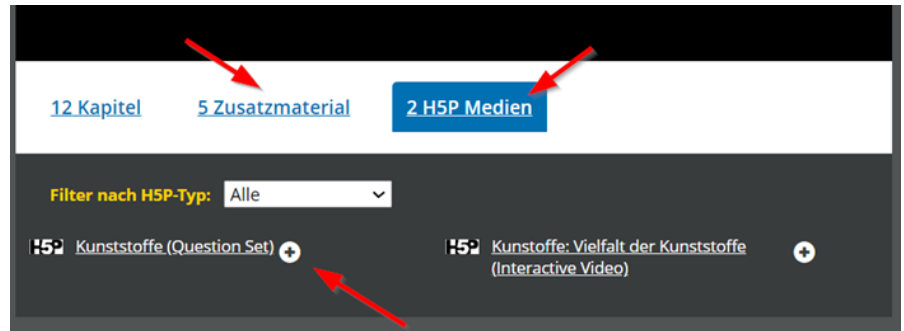 12 Kapitel 5 Zusatzmaterial 2 H5P Medien
Filter nach H5P-Typ: Alle
H5P Kunststoffe (Question Set) H5P Kunstoffe: Vielfalt der Kunststoffe
(Interactive Video)